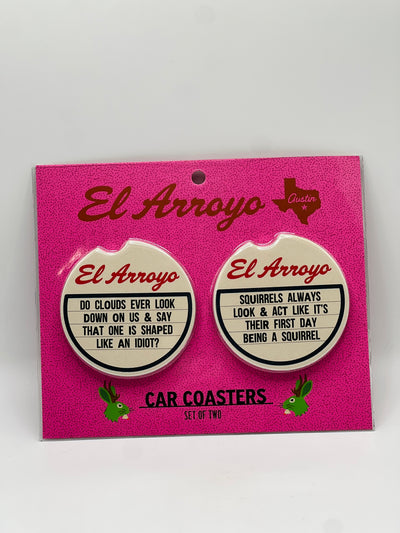 El Arroyo
Austin
El Arroyo
DO CLOUDS EVER LOOK
DOWN ON US & SAY
THAT ONE IS SHAPED
LIKE AN IDIOT?
El Arroyo
SQUIRRELS ALWAYS
LOOK & ACT LIKE IT'S
THEIR FIRST DAY
BEING A SQUIRREL
CAR COASTERS
SET OF TWO